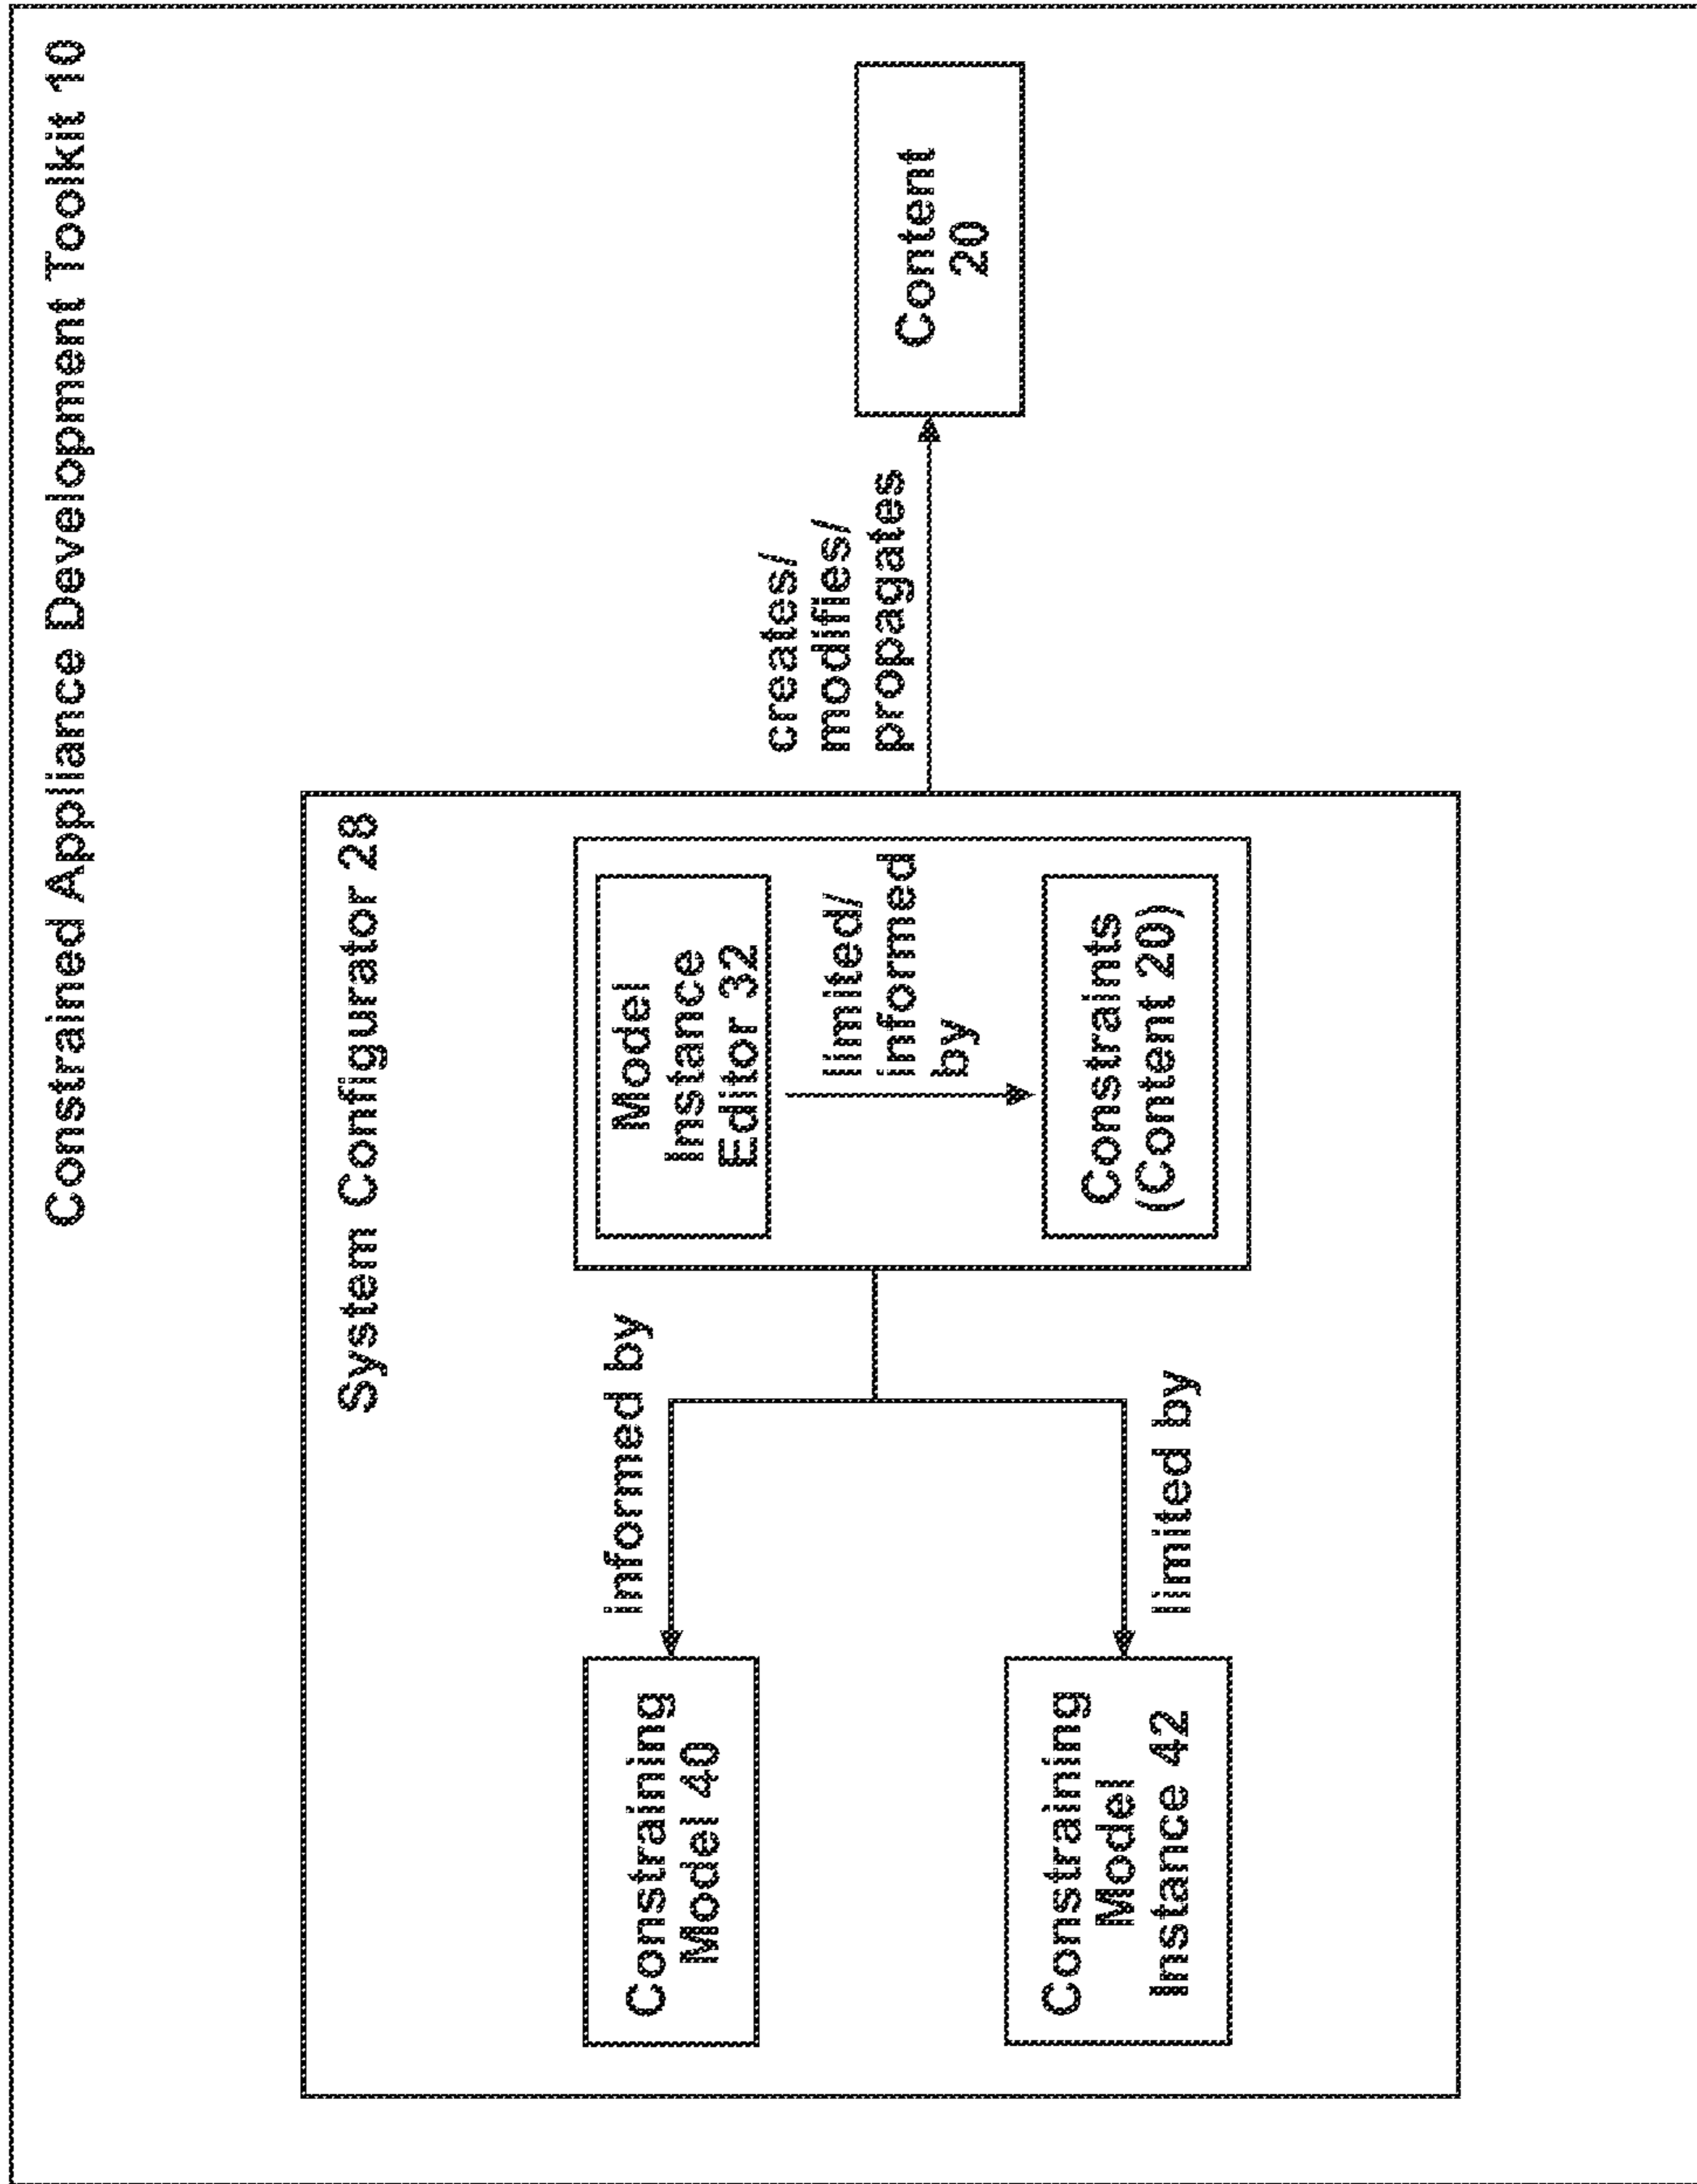 Constrained Appliance Development Toolkit 10
System Configurator 28
Constraining
Model 40
informed by
Constraining
Model
Instance 42
limited by
Model
Instance
Editor 32
limited/
informed
by
Constraints
(Content 20)
creates/
modifies/
propagates
Content
20